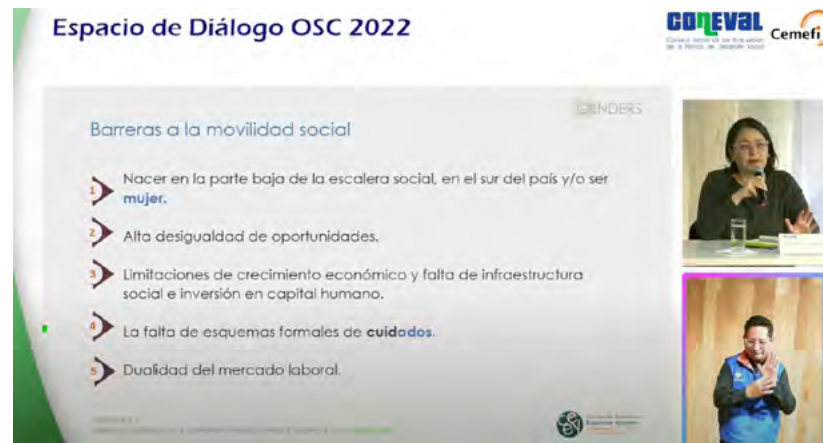 Espacio de Diálogo OSC 2022
CONEVAL
Cemefi
Barreras a la movilidad social
1
Nacer en la parte baja de la escalera social, en el sur del país y/o ser
mujer.
2
Alta desigualdad de oportunidades.
3
Limitaciones de crecimiento económico y falta de infraestructura
social e inversión en capital humano.
4
La falta de esquemas formales de cuidados.
5
Dualidad del mercado laboral.